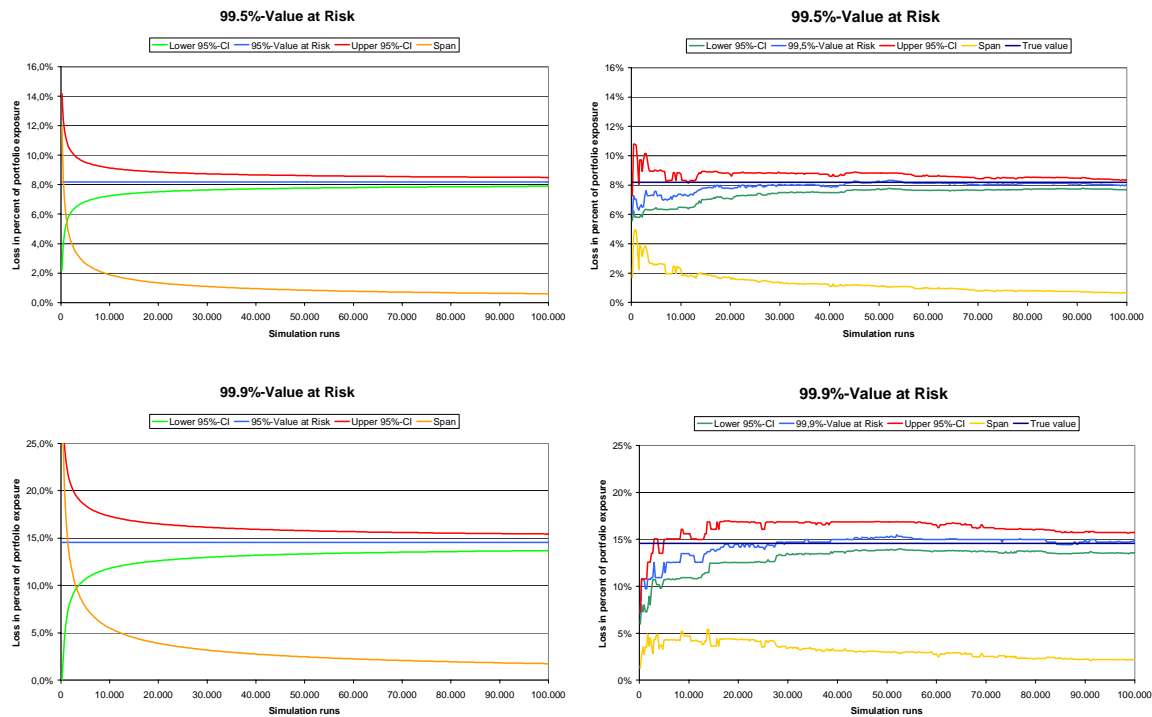 99.5%-Value at Risk
Lower 95%-CI 95%-Value at Risk Upper 95%-CI Span
Loss in percent of portfolio exposure
16,0%
14,0%
12,0%
10,0%
8,0%
6,0%
4,0%
2,0%
0,0%
0 10.000 20.000 30.000 40.000 50.000 60.000 70.000 80.000 90.000 100.000
Simulation runs
99.5%-Value at Risk
Lower 95%-CI 99,5%-Value at Risk Upper 95%-CI Span True value
Loss in percent of portfolio exposure
16%
14%
12%
10%
8%
6%
4%
2%
0%
0 10.000 20.000 30.000 40.000 50.000 60.000 70.000 80.000 90.000 100.000
Simulation runs
99.9%-Value at Risk
Lower 95%-CI 95%-Value at Risk Upper 95%-CI Span
Loss in percent of portfolio exposure
25,0%
20,0%
15,0%
10,0%
5,0%
0,0%
0 10.000 20.000 30.000 40.000 50.000 60.000 70.000 80.000 90.000 100.000
Simulation runs
99.9%-Value at Risk
Lower 95%-CI 99,9%-Value at Risk Upper 95%-CI Span True value
Loss in percent of portfolio exposure
25%
20%
15%
10%
5%
0%
0 10.000 20.000 30.000 40.000 50.000 60.000 70.000 80.000 90.000 100.000
Simulation runs